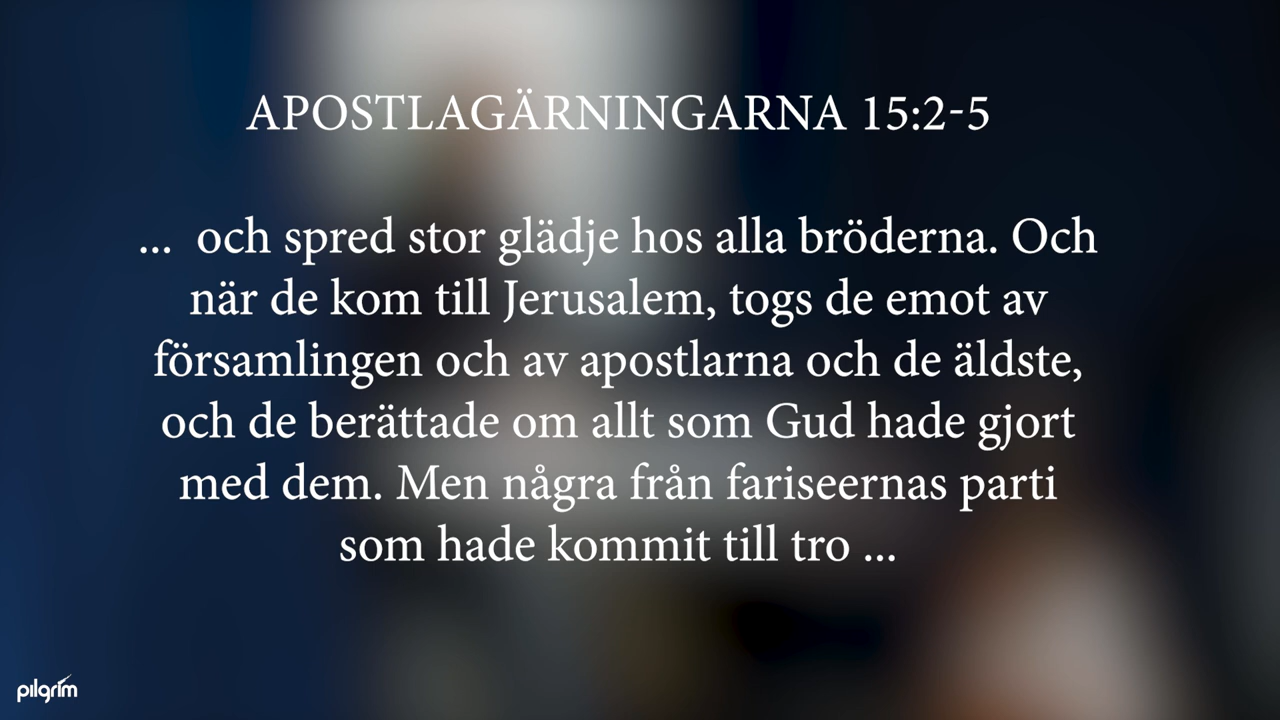 APOSTLAGÄRNINGARNA 15:2-5
... och spred stor glädje hos alla bröderna. Och
när de kom till Jerusalem, togs de emot av
församlingen och av apostlarna och de äldste,
och de berättade om allt som Gud hade gjort
med dem. Men några från fariseernas parti
som hade kommit till tro ...
pilgrim